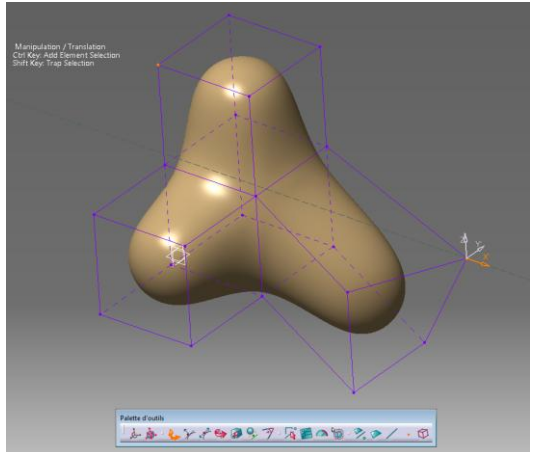 Manipulation / Translation
Ctrl Key: Add Element Selection
Shift Key: Trap Selection
Z
Y
X
Palette d'outils